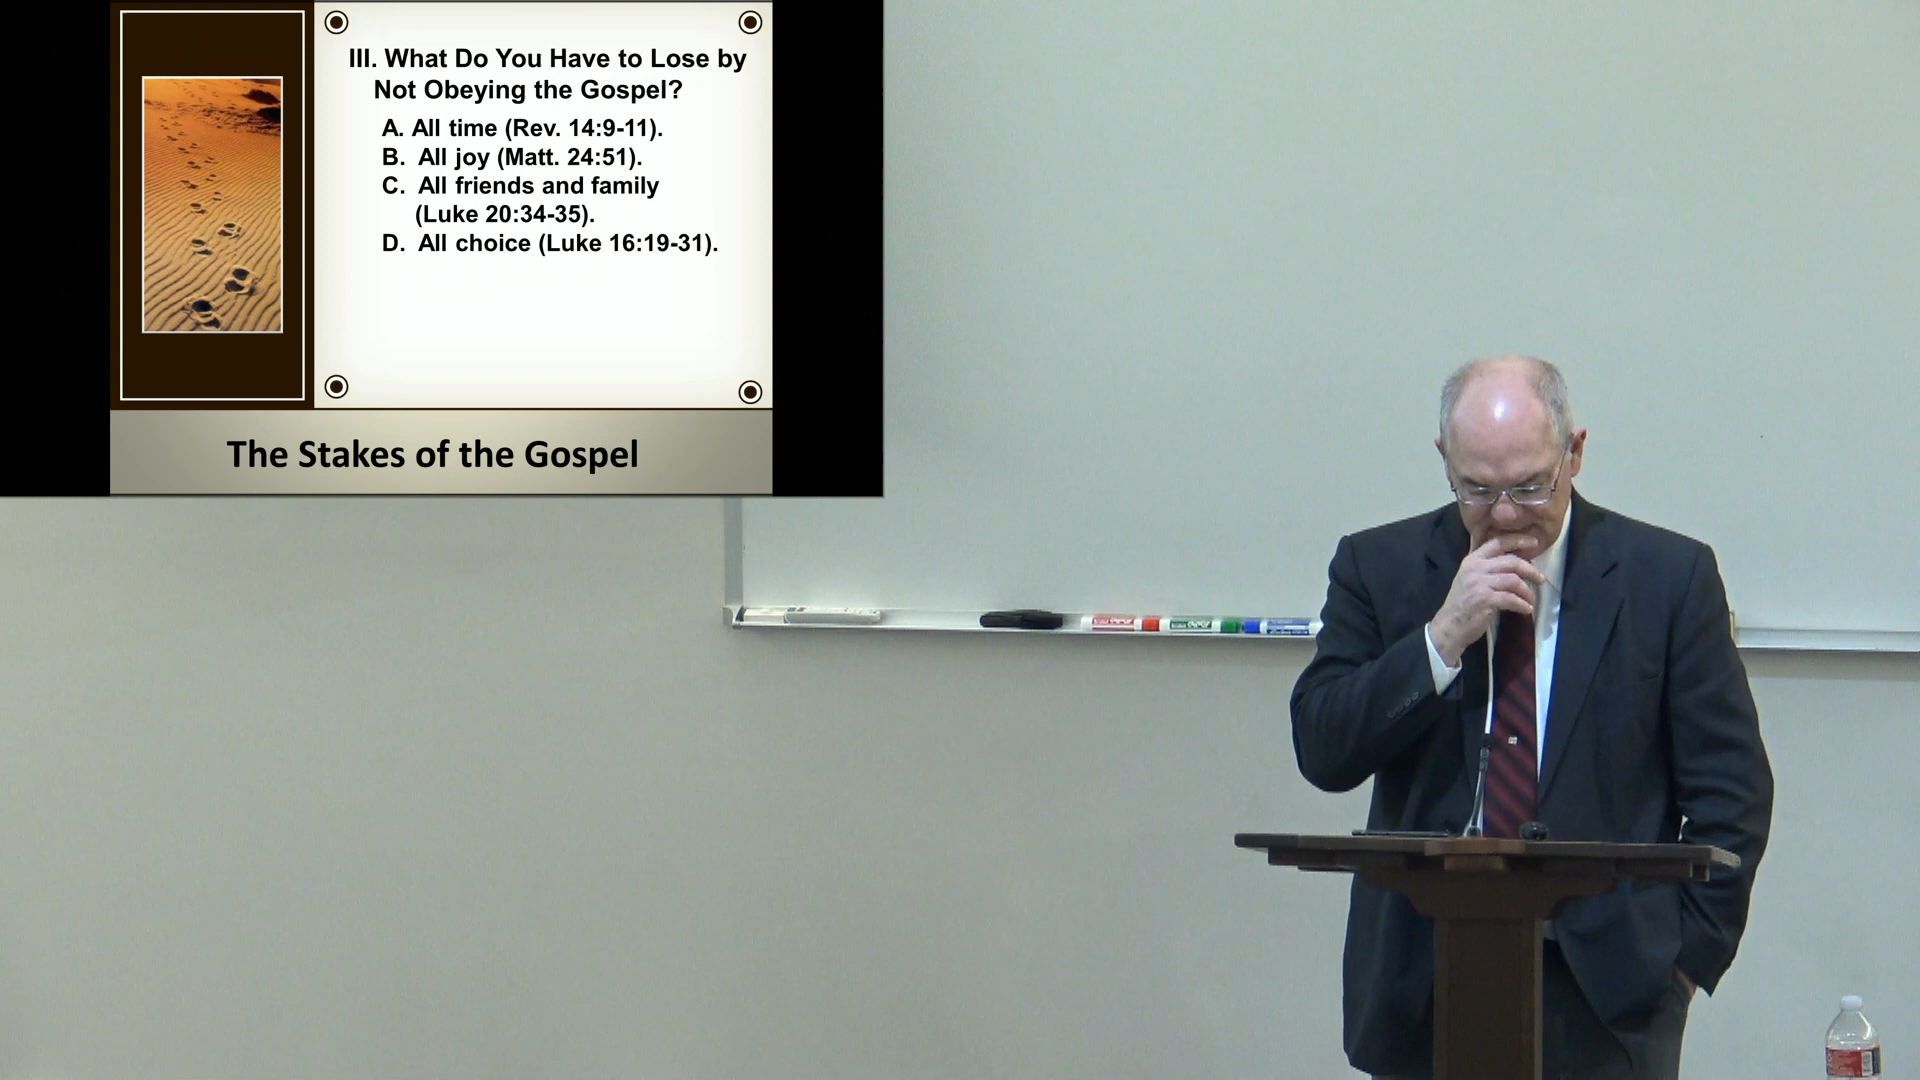 III. What Do You Have to Lose by
Not Obeying the Gospel?
A. All time (Rev. 14:9-11).
B. All joy (Matt. 24:51).
C. All friends and family
(Luke 20:34-35).
D. All choice (Luke 16:19-31).
The Stakes of the Gospel